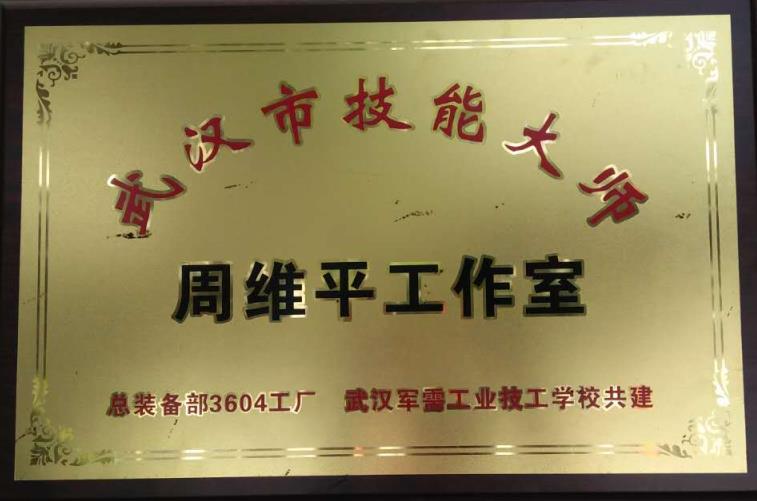 武汉市技能大师
周维平工作室
总装备部3604工厂 武汉军需工业技工学校共建